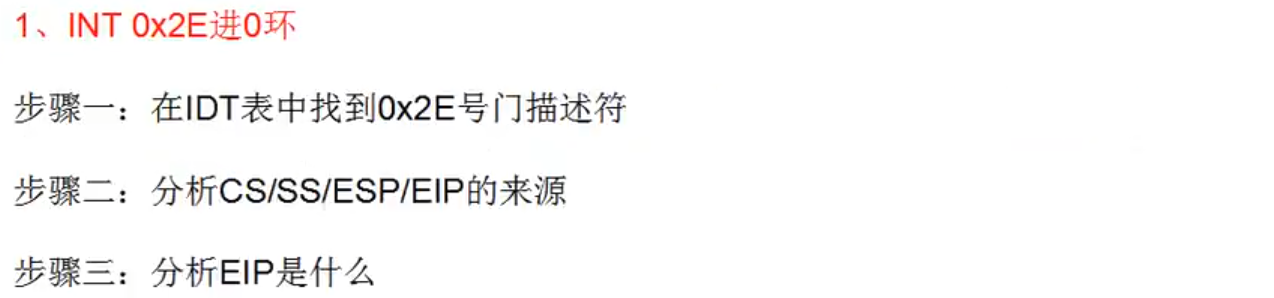 1、INT 0x2E进0环
步骤一：在IDT表中找到0x2E号门描述符
步骤二：分析CS/SS/ESP/EIP的来源
步骤三：分析EIP是什么